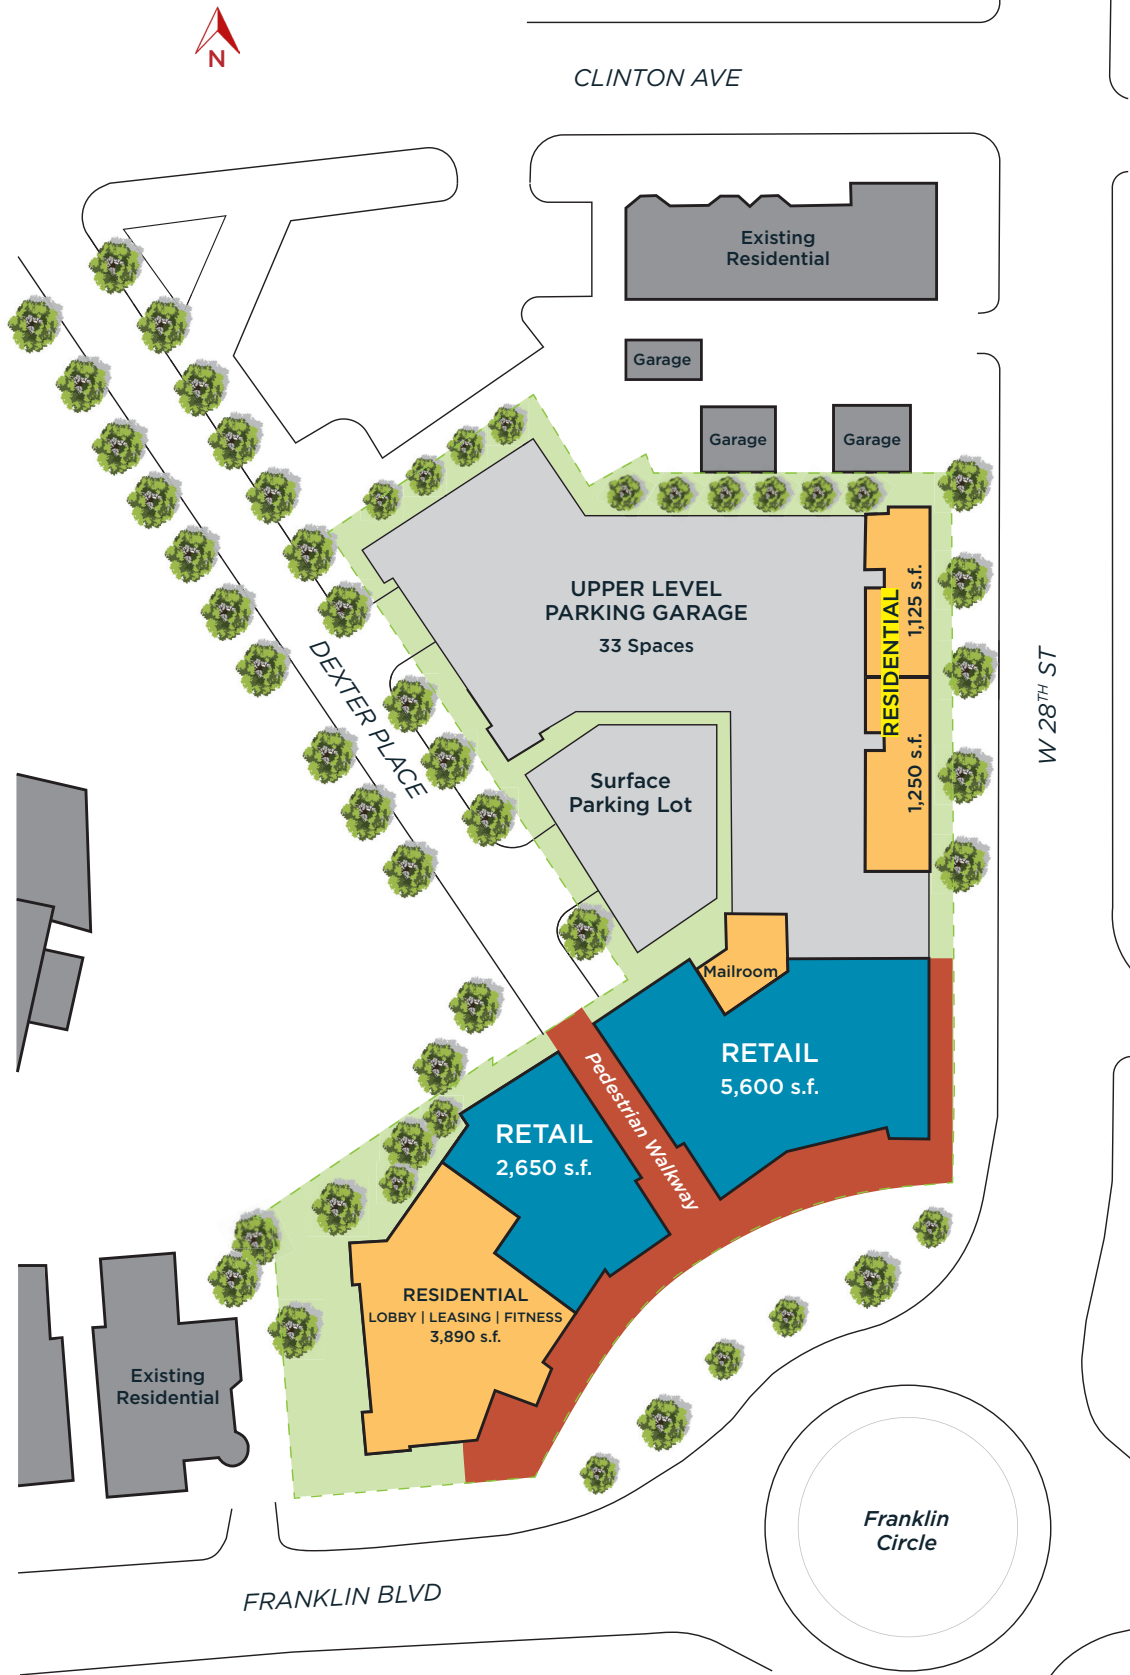 N
CLINTON AVE
Existing
Residential
Garage
Garage
Garage
UPPER LEVEL
PARKING GARAGE
33 Spaces
RESIDENTIAL
1,125 s.f.
1,250 s.f.
W 28TH ST
DEXTER PLACE
Surface
Parking Lot
Mailroom
RETAIL
5,600 s.f.
Pedestrian Walkway
RETAIL
2,650 s.f.
RESIDENTIAL
LOBBY | LEASING | FITNESS
3,890 s.f.
Existing
Residential
Franklin
Circle
FRANKLIN BLVD